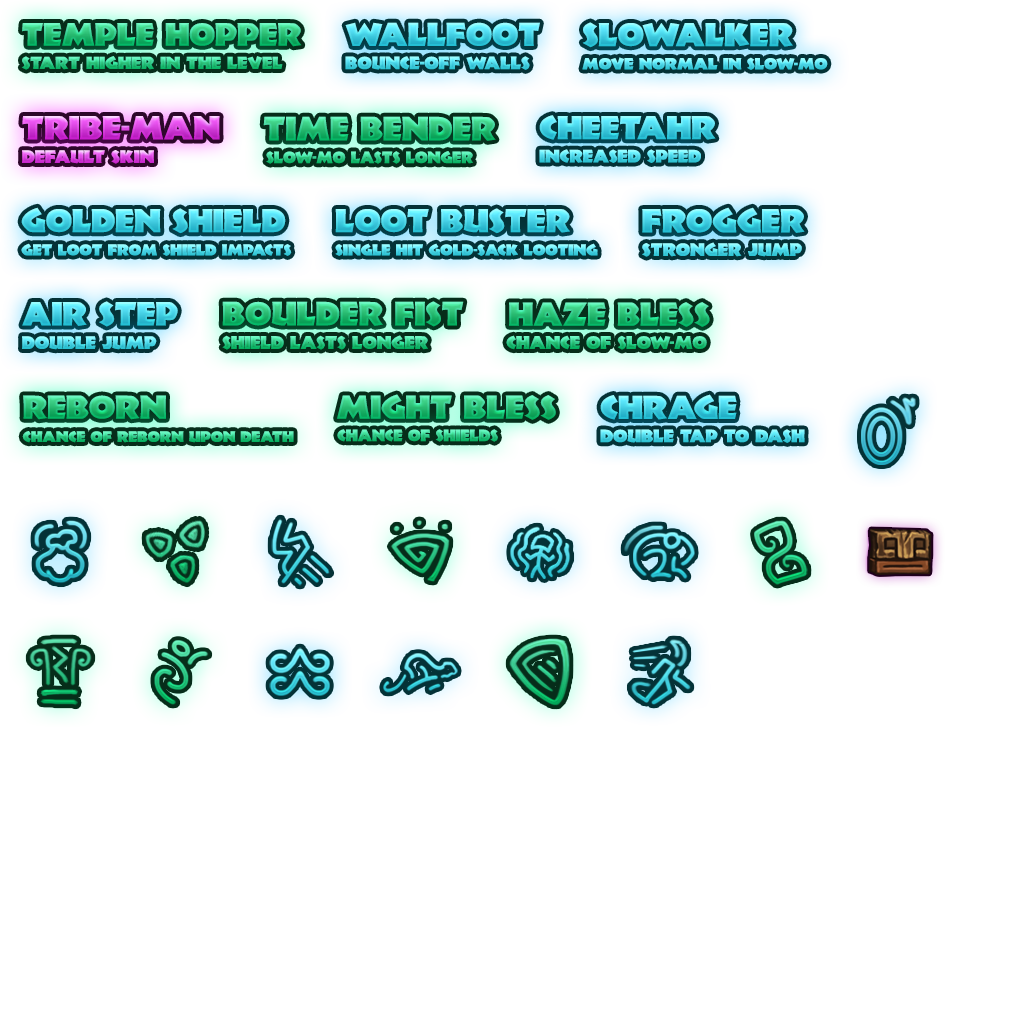 TEMPLE HOPPER
START HIGHER IN THE LEVEL
WALLFOOT
BOUNCE-OFF WALLS
SLOWALKER
MOVE NORMAL IN SLOW-MO
TRIBE-MAN
DEFAULT SKIN
TIME BENDER
SLOW-MO LASTS LONGER
CHEETAHR
INCREASED SPEED
GOLDEN SHIELD
GET LOOT FROM SHIELD IMPACTS
LOOT BUSTER
SINGLE HIT GOLD-SACK LOOTING
FROGGER
STRONGER JUMP
AIR STEP
DOUBLE JUMP
BOULDER FIST
SHIELD LASTS LONGER
HAZE BLESS
CHANCE OF SLOW-MO
REBORN
CHANCE OF REBORN UPON DEATH
MIGHT BLESS
CHANCE OF SHIELDS
CHRAGE
DOUBLE TAP TO DASH